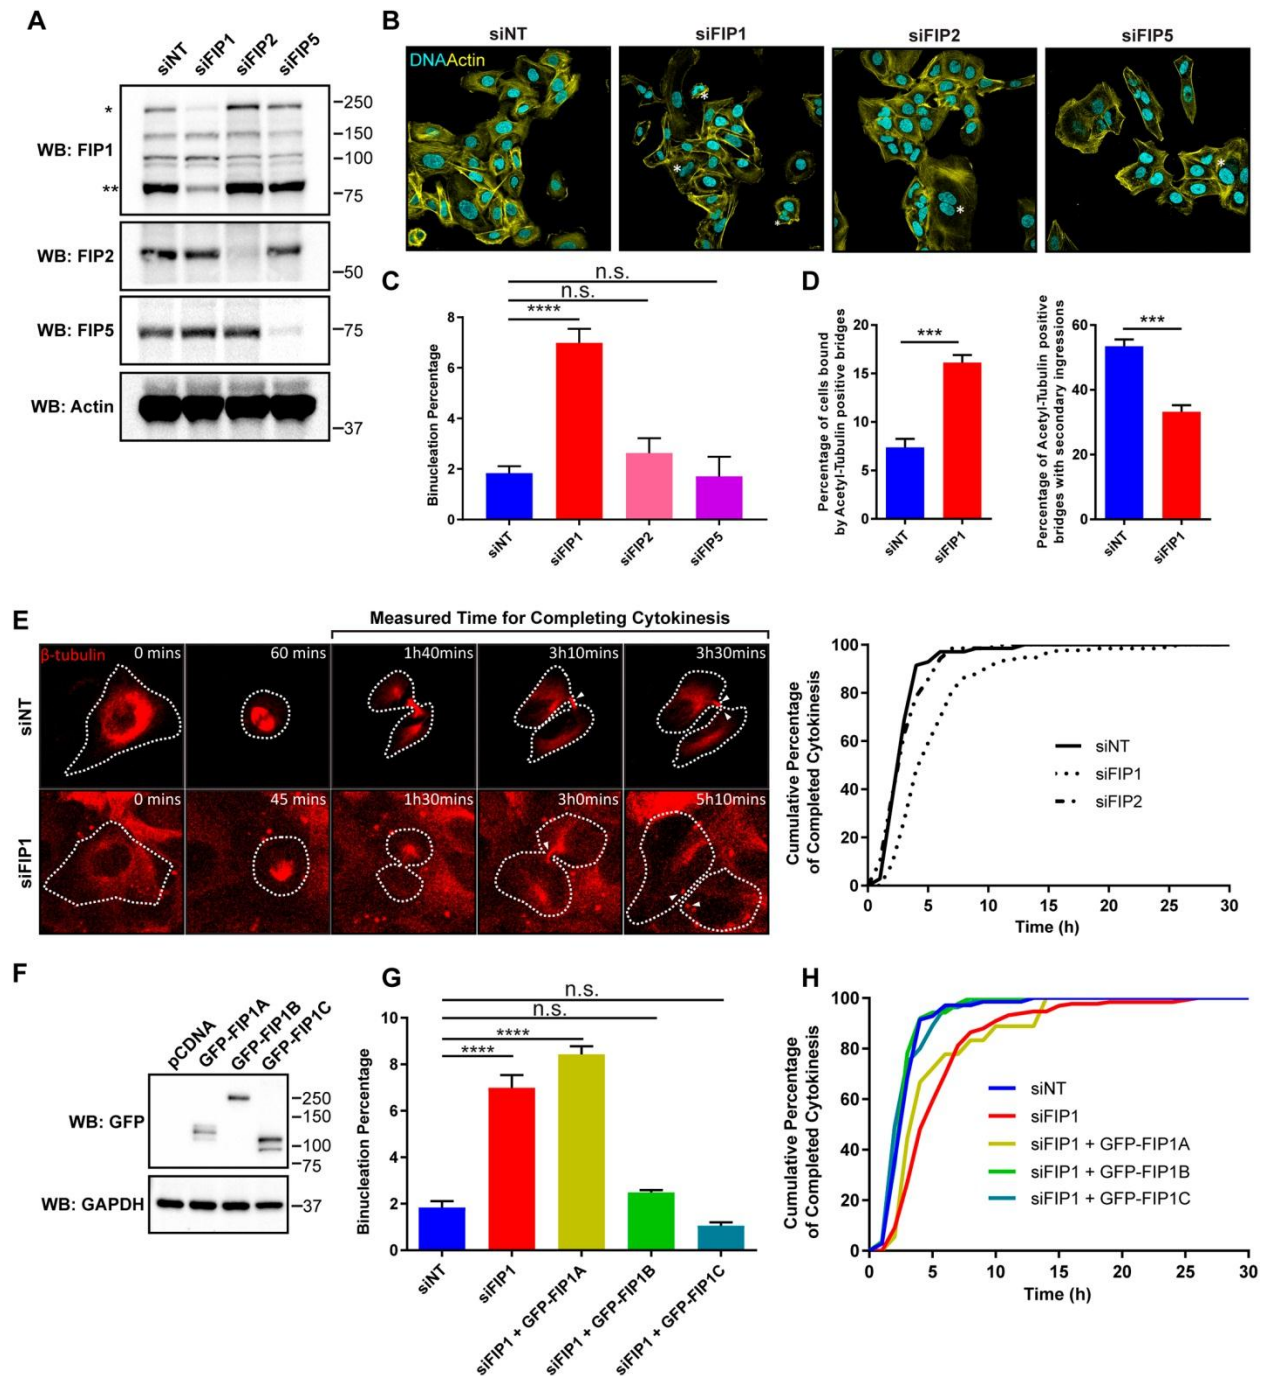 A
siNT siFIP1 siFIP2 siFIP5
* –250
–150
WB: FIP1 –100
** –75
WB: FIP2
–50
WB: FIP5 –75
WB: Actin
–37
B
siNT siFIP1 siFIP2 siFIP5
DNAActin
*
*
*
*
*
C
n.s.
n.s.
****
Binucleation Percentage
8
6
4
2
0
siNT siFIP1 siFIP2 siFIP5
D
Percentage of cells bound
by Acetyl-Tubulin positive bridges
***
20
15
10
5
0
siNT siFIP1
Percentage of Acetyl-Tubulin positive
bridges with secondary ingressions
***
60
40
20
0
siNT siFIP1
E
Measured Time for Completing Cytokinesis
siNT
β-tubulin 0 mins 60 mins 1h40mins 3h10mins 3h30mins
siFIP1
0 mins 45 mins 1h30mins 3h0mins 5h10mins
Cumulative Percentage
of Completed Cytokinesis
100
80
60
40
20
0
siNT
siFIP1
siFIP2
0 5 10 15 20 25 30
Time (h)
F
pCDNA GFP-FIP1A GFP-FIP1B GFP-FIP1C
–250
–150
WB: GFP
–100
–75
WB: GAPDH –37
G
n.s.
n.s.
****
****
Binucleation Percentage
10
8
6
4
2
0
siNT siFIP1 siFIP1 + GFP-FIP1A siFIP1 + GFP-FIP1B siFIP1 + GFP-FIP1C
H
Cumulative Percentage
of Completed Cytokinesis
100
80
60
40
20
0
siNT
siFIP1
siFIP1 + GFP-FIP1A
siFIP1 + GFP-FIP1B
siFIP1 + GFP-FIP1C
0 5 10 15 20 25 30
Time (h)